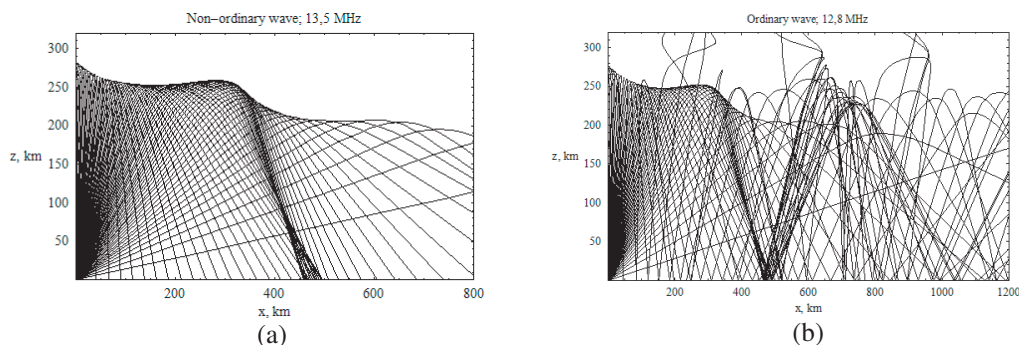 Non–ordinary wave; 13,5 MHz
300
250
200
z, km
150
100
50
200 400 600 800
x, km
(a)
Ordinary wave; 12,8 MHz
300
250
200
z, km
150
100
50
200 400 600 800 1000 1200
x, km
(b)